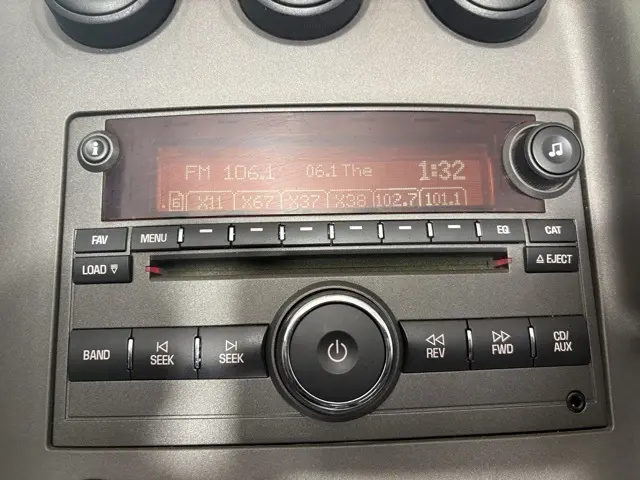 i
FM 106.1 06.1 The 1:32
6 X11 X67 X37 X38 102.7 101.1
FAV MENU EQ CAT
LOAD EJECT
BAND SEEK SEEK REV FWD CD/
AUX